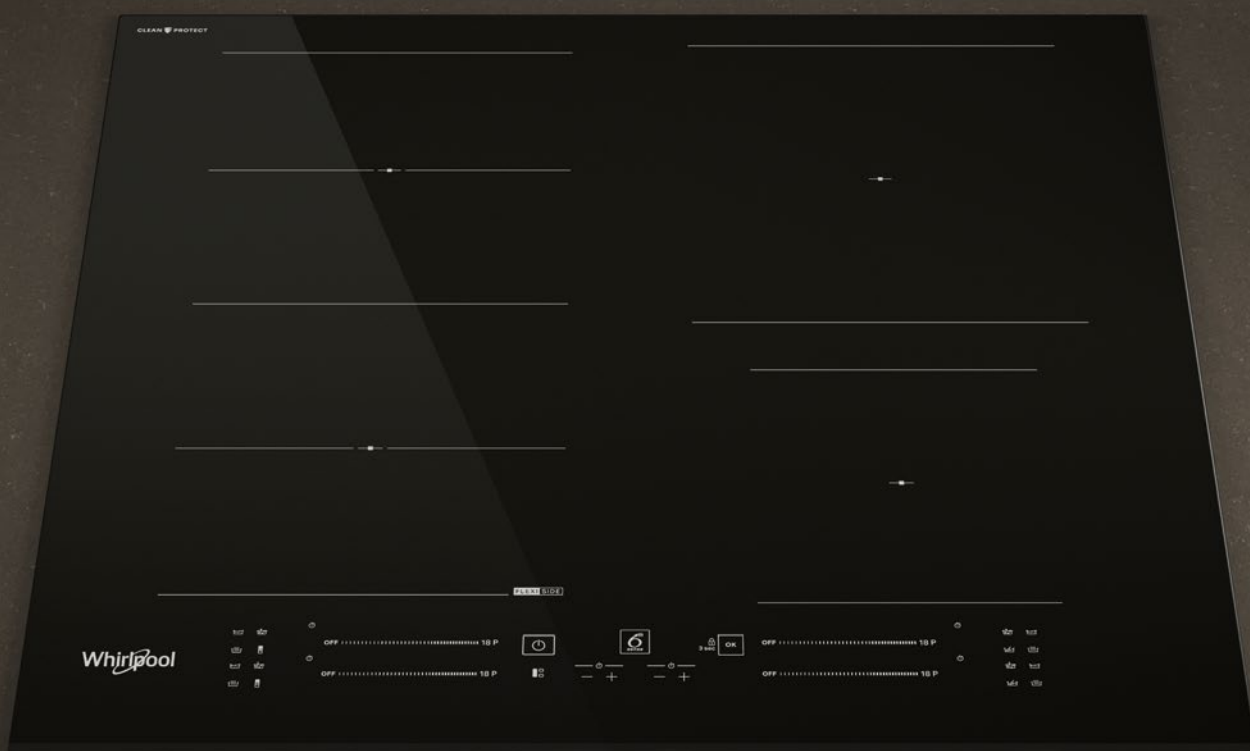 CLEAN PROTECT
FLEXI SIDE
Whirlpool
OFF 18 P
OFF 18 P
6
SENSE
3 sec
OK
OFF 18 P
OFF 18 P